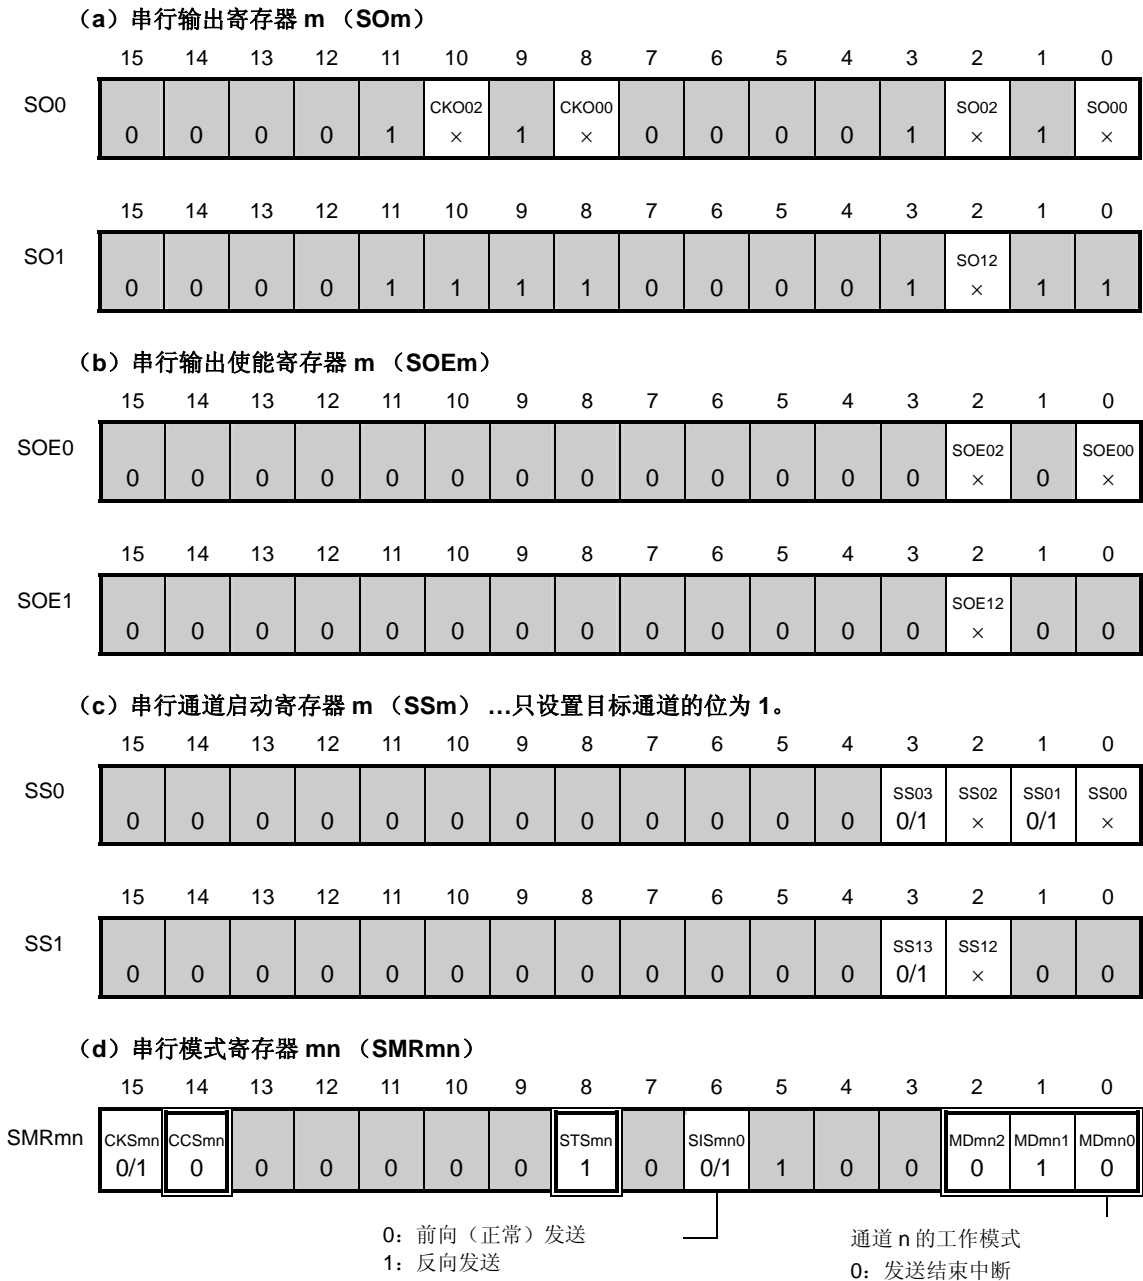 （a）串行输出寄存器 m （SOm）
15 14 13 12 11 10 9 8 7 6 5 4 3 2 1 0
SO0
CKO02 CKO00 SO02 SO00
0 0 0 0 1 × 1 × 0 0 0 0 1 × 1 ×
15 14 13 12 11 10 9 8 7 6 5 4 3 2 1 0
SO1
SO12
0 0 0 0 1 1 1 1 0 0 0 0 1 × 1 1
（b）串行输出使能寄存器 m （SOEm）
15 14 13 12 11 10 9 8 7 6 5 4 3 2 1 0
SOE0
SOE02 SOE00
0 0 0 0 0 0 0 0 0 0 0 0 0 × 0 ×
15 14 13 12 11 10 9 8 7 6 5 4 3 2 1 0
SOE1
SOE12
0 0 0 0 0 0 0 0 0 0 0 0 0 × 0 0
（c）串行通道启动寄存器 m （SSm） …只设置目标通道的位为 1。
15 14 13 12 11 10 9 8 7 6 5 4 3 2 1 0
SS0
SS03 SS02 SS01 SS00
0 0 0 0 0 0 0 0 0 0 0 0 0/1 × 0/1 ×
15 14 13 12 11 10 9 8 7 6 5 4 3 2 1 0
SS1
SS13 SS12
0 0 0 0 0 0 0 0 0 0 0 0 0/1 × 0 0
（d）串行模式寄存器 mn （SMRmn）
15 14 13 12 11 10 9 8 7 6 5 4 3 2 1 0
SMRmn
CKSmn CCSmn STSmn SISmn0 MDmn2 MDmn1 MDmn0
0/1 0 0 0 0 0 0 1 0 0/1 1 0 0 0 1 0
0：前向（正常）发送
1：反向发送
通道 n 的工作模式
0：发送结束中断